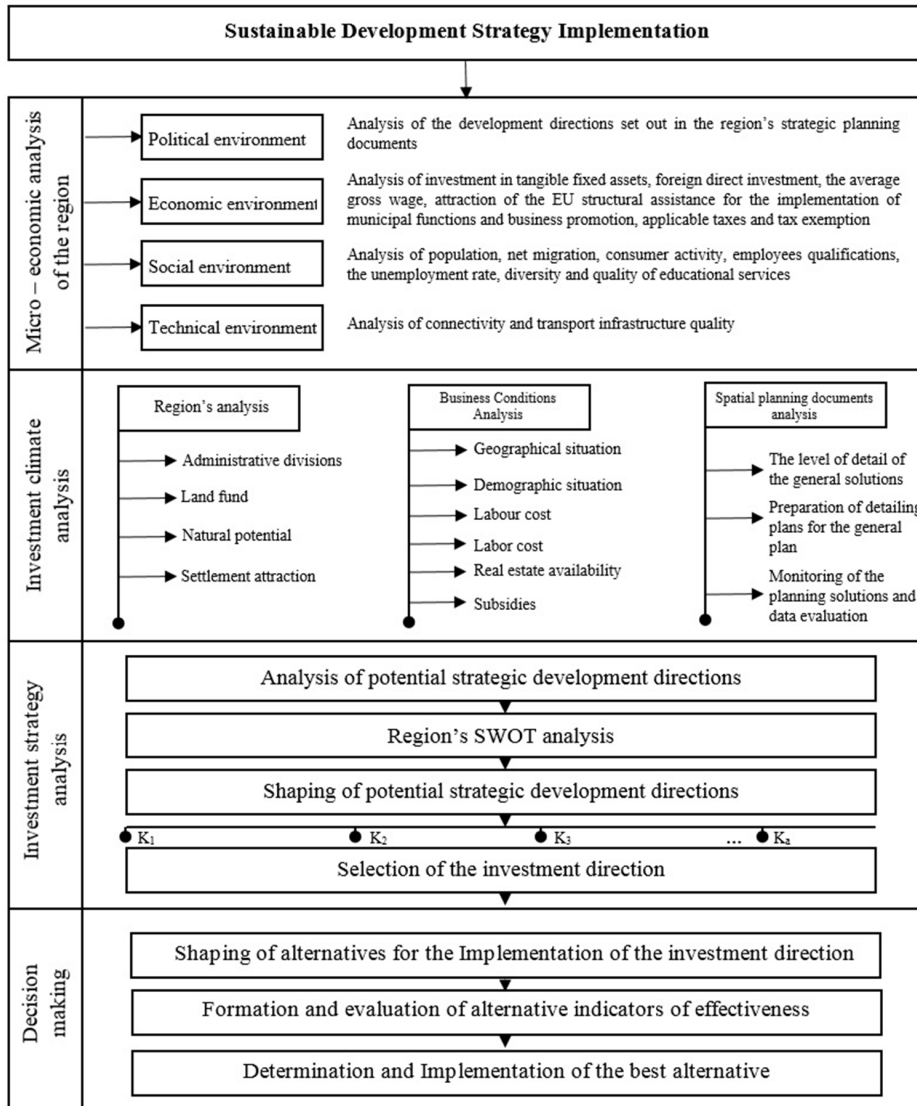 Sustainable Development Strategy Implementation
Micro – economic analysis
of the region
Political environment
Analysis of the development directions set out in the region's strategic planning
documents
Economic environment
Analysis of investment in tangible fixed assets, foreign direct investment, the average
gross wage, attraction of the EU structural assistance for the implementation of
municipal functions and business promotion, applicable taxes and tax exemption
Social environment
Analysis of population, net migration, consumer activity, employees qualifications,
the unemployment rate, diversity and quality of educational services
Technical environment
Analysis of connectivity and transport infrastructure quality
Investment climate
analysis
Region's analysis
Administrative divisions
Land fund
Natural potential
Settlement attraction
Business Conditions
Analysis
Geographical situation
Demographic situation
Labour cost
Labor cost
Real estate availability
Subsidies
Spatial planning documents
analysis
The level of detail of
the general solutions
Preparation of detailing
plans for the general
plan
Monitoring of the
planning solutions and
data evaluation
Investment strategy
analysis
Analysis of potential strategic development directions
Region's SWOT analysis
Shaping of potential strategic development directions
K₁ K₂ K₃ ... Kₐ
Selection of the investment direction
Decision
making
Shaping of alternatives for the Implementation of the investment direction
Formation and evaluation of alternative indicators of effectiveness
Determination and Implementation of the best alternative